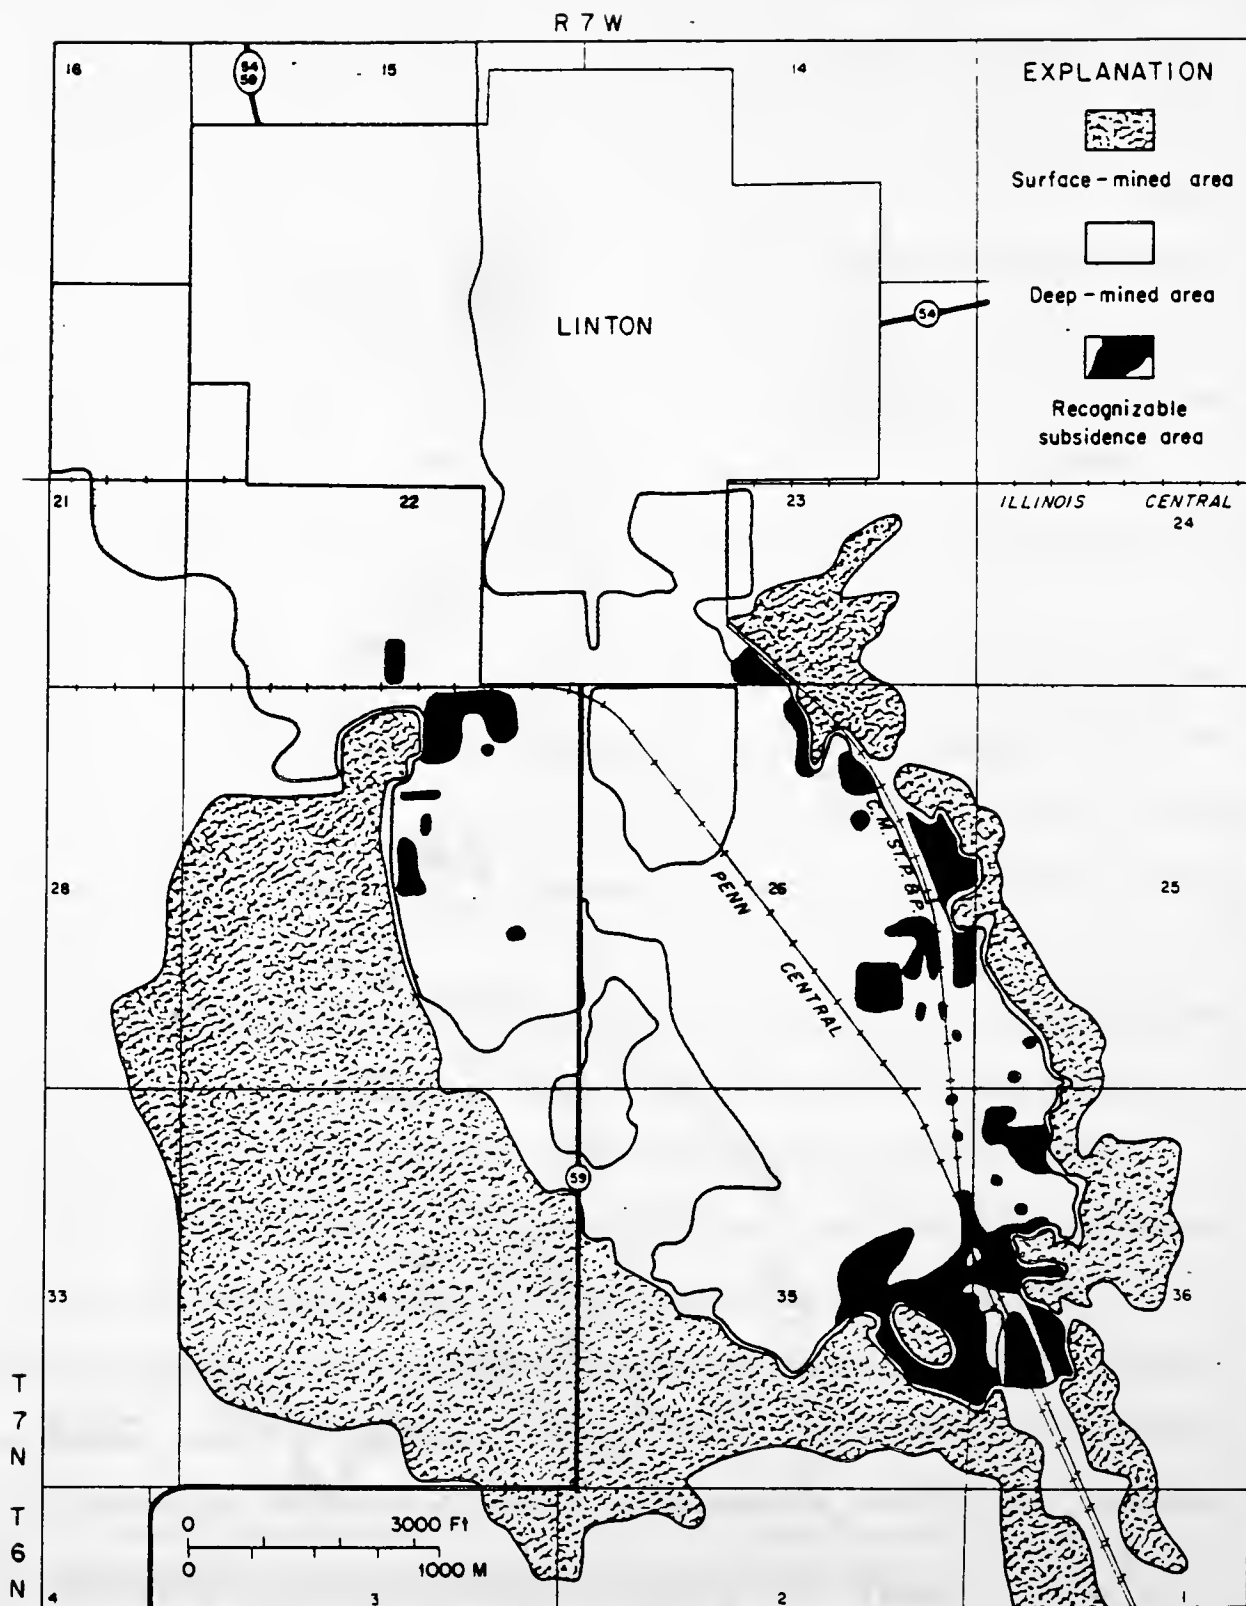 R 7 W
16
54
50
15
14
EXPLANATION
Surface-mined area
Deep-mined area
Recognizable
subsidence area
LINTON
54
21
22
23
ILLINOIS CENTRAL
24
28
27
26
25
PENN
CENTRAL
C. M. ST. P. & P.
59
33
34
35
36
T
7
N
T
6
N
0 3000 Ft
0 1000 M
4
3
2
1